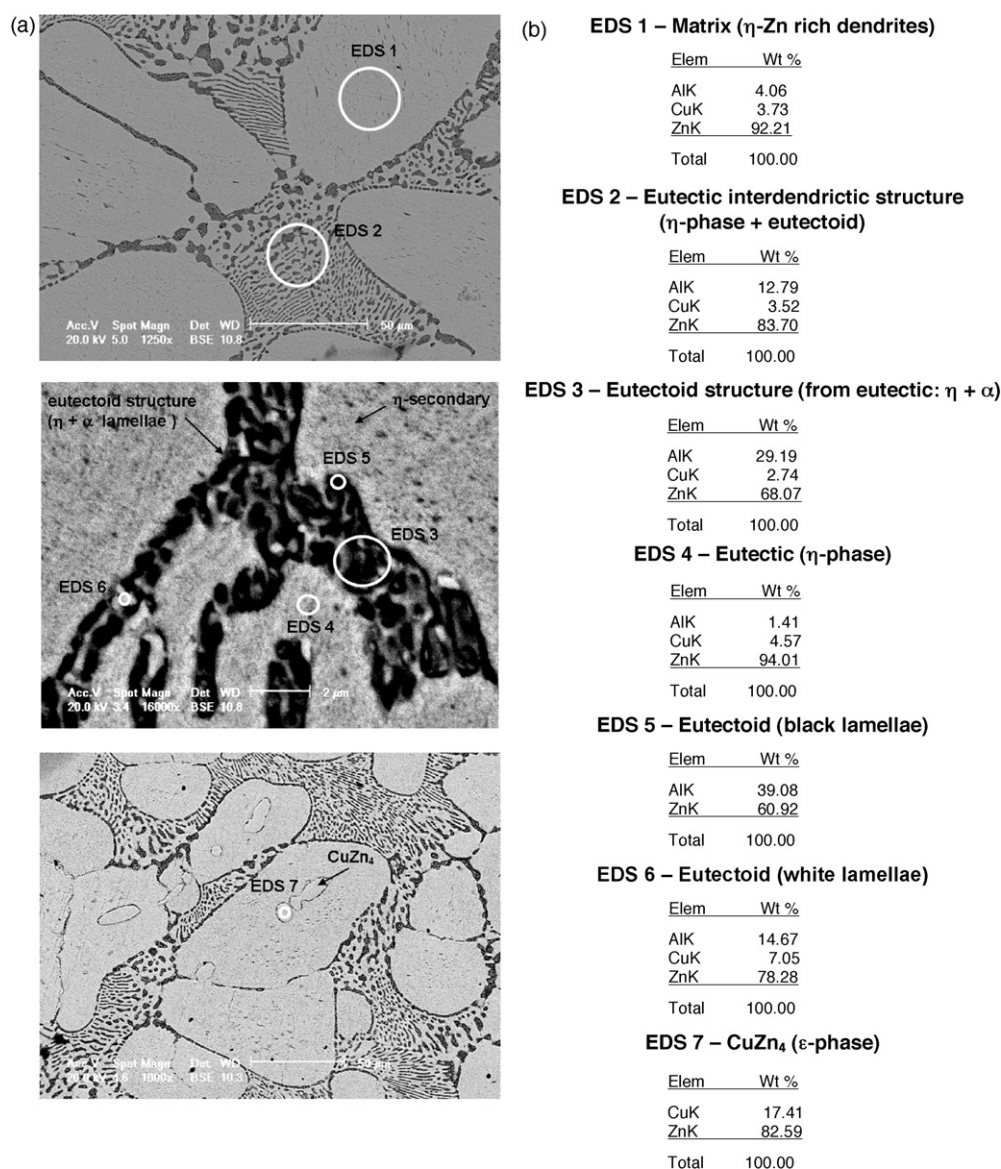 (a)
EDS 1
EDS 2
Acc.V Spot Magn Det WD
20.0 kV 5.0 1250x BSE 10.8
50 µm
eutectoid structure
(η + α lamellae )
η-secondary
EDS 5
EDS 3
EDS 6
EDS 4
Acc.V Spot Magn Det WD
20.0 kV 3.4 16000x BSE 10.8
2 µm
CuZn₄
EDS 7
Acc.V Spot Magn Det WD
20.0 kV 4.6 1000x BSE 10.3
50 µm
(b)
EDS 1 – Matrix (η-Zn rich dendrites)
Elem Wt %
AlK 4.06
CuK 3.73
ZnK 92.21
Total 100.00
EDS 2 – Eutectic interdendrictic structure
(η-phase + eutectoid)
Elem Wt %
AlK 12.79
CuK 3.52
ZnK 83.70
Total 100.00
EDS 3 – Eutectoid structure (from eutectic: η + α)
Elem Wt %
AlK 29.19
CuK 2.74
ZnK 68.07
Total 100.00
EDS 4 – Eutectic (η-phase)
Elem Wt %
AlK 1.41
CuK 4.57
ZnK 94.01
Total 100.00
EDS 5 – Eutectoid (black lamellae)
Elem Wt %
AlK 39.08
ZnK 60.92
Total 100.00
EDS 6 – Eutectoid (white lamellae)
Elem Wt %
AlK 14.67
CuK 7.05
ZnK 78.28
Total 100.00
EDS 7 – CuZn₄ (ε-phase)
Elem Wt %
CuK 17.41
ZnK 82.59
Total 100.00